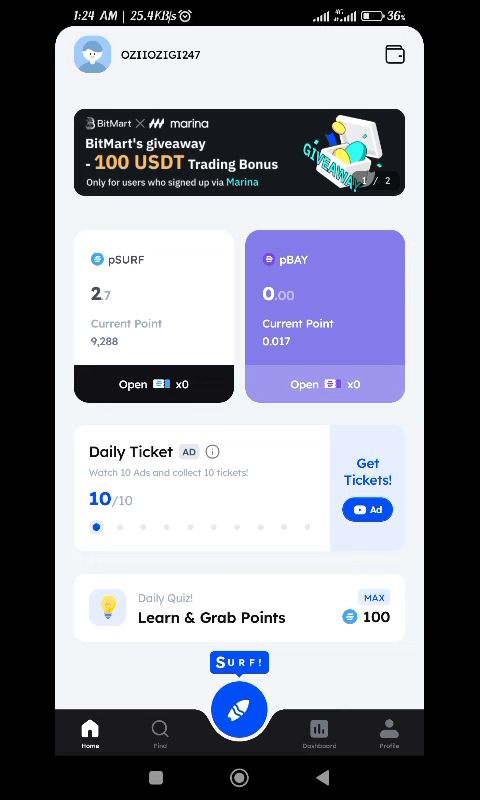 1:24 AM | 25.4KB/s
4G
36%
OZIIOZIGI247
BitMart X marina
BitMart's giveaway
- 100 USDT Trading Bonus
Only for users who signed up via Marina
GIVEAWAY
1 / 2
pSURF
2.7
Current Point
9,288
Open x0
pBAY
0.00
Current Point
0.017
Open x0
Daily Ticket AD
Watch 10 Ads and collect 10 tickets!
10/10
Get
Tickets!
Ad
Daily Quiz!
Learn & Grab Points
MAX
100
SURF!
Home
Find
Dashboard
Profile